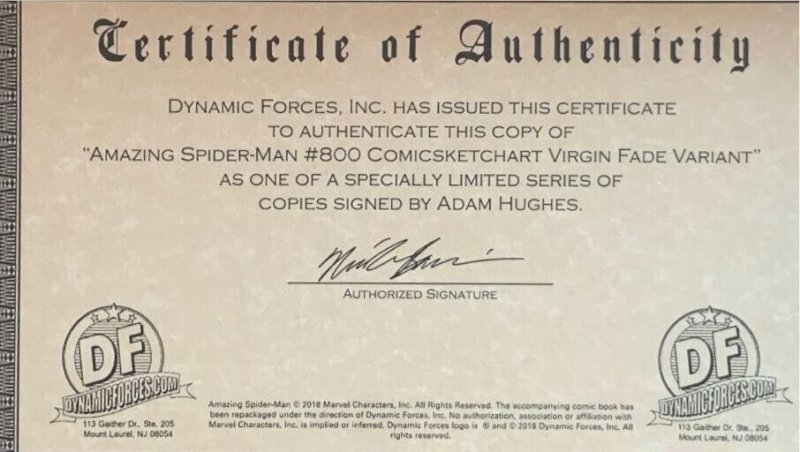 Certificate of Authenticity
DYNAMIC FORCES, INC. HAS ISSUED THIS CERTIFICATE
TO AUTHENTICATE THIS COPY OF
“AMAZING SPIDER-MAN #800 COMICSKETCHART VIRGIN FADE VARIANT”
AS ONE OF A SPECIALLY LIMITED SERIES OF
COPIES SIGNED BY ADAM HUGHES.
AUTHORIZED SIGNATURE
DF
DYNAMICFORCES.COM
113 Gaither Dr., Ste. 205
Mount Laurel, NJ 08054
Amazing Spider-Man © 2018 Marvel Characters, Inc. All Rights Reserved. The accompanying comic book has
been repackaged under the direction of Dynamic Forces, Inc. No authorization, association or affiliation with
Marvel Characters, Inc. is implied or inferred. Dynamic Forces logo is ® and © 2018 Dynamic Forces, Inc. All
rights reserved.
DF
DYNAMICFORCES.COM
113 Gaither Dr., Ste. 205
Mount Laurel, NJ 08054